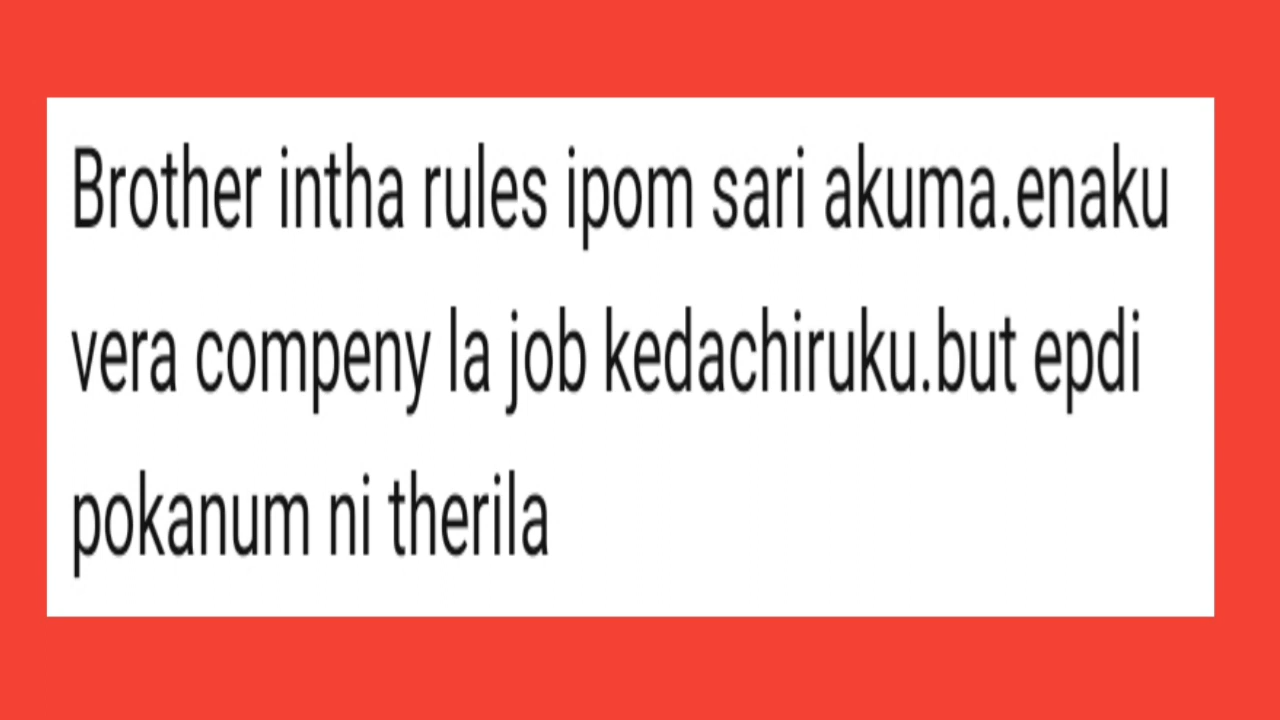 Brother intha rules ipom sari akuma.enaku
vera compeny la job kedachiruku.but epdi
pokanum ni therila